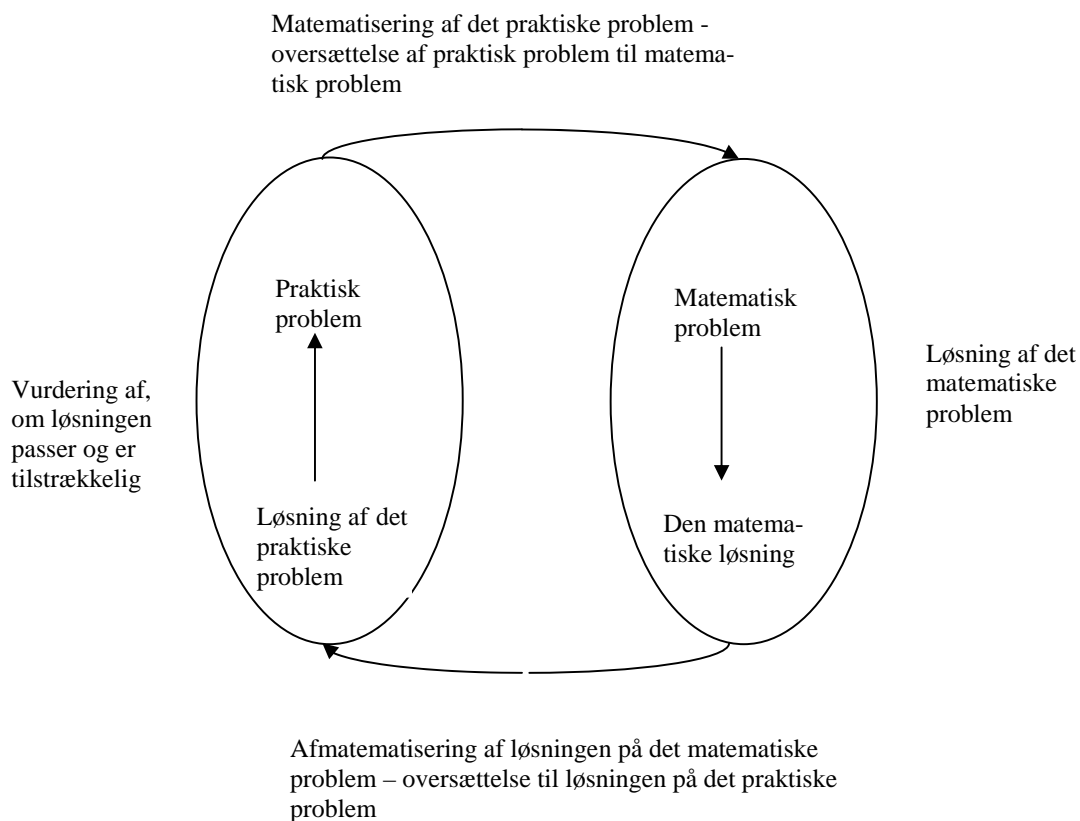 Matematisering af det praktiske problem -
oversættelse af praktisk problem til matema-
tisk problem
Praktisk
problem
Matematisk
problem
Løsning af det
matematiske
problem
Vurdering af,
om løsningen
passer og er
tilstrækkelig
Løsning af det
praktiske
problem
Den matema-
tiske løsning
Afmatematisering af løsningen på det matematiske
problem – oversættelse til løsningen på det praktiske
problem